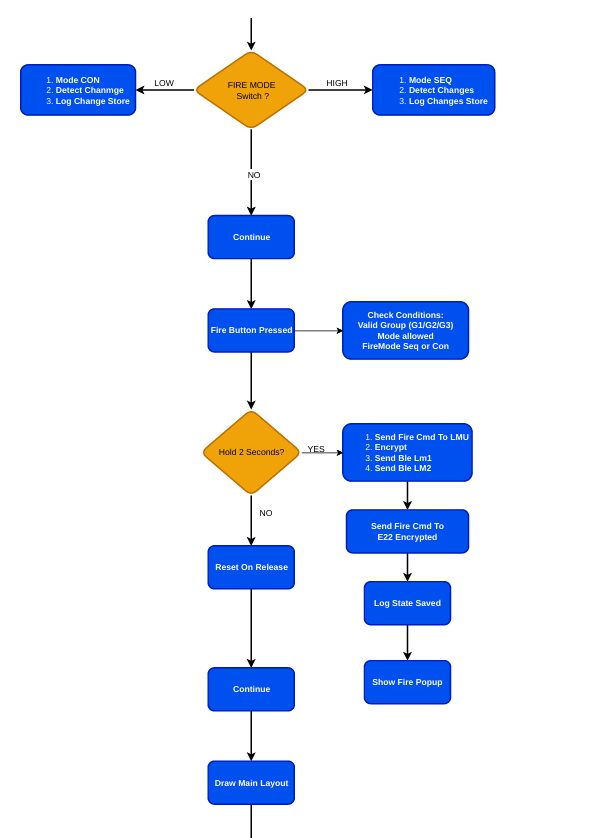 FIRE MODE
Switch ?
LOW
HIGH
1. Mode CON
2. Detect Chanmge
3. Log Change Store
1. Mode SEQ
2. Detect Changes
3. Log Changes Store
NO
Continue
Fire Button Pressed
Check Conditions:
Valid Group (G1/G2/G3)
Mode allowed
FireMode Seq or Con
Hold 2 Seconds?
YES
1. Send Fire Cmd To LMU
2. Encrypt
3. Send Ble Lm1
4. Send Ble LM2
NO
Send Fire Cmd To
E22 Encrypted
Reset On Release
Log State Saved
Show Fire Popup
Continue
Draw Main Layout